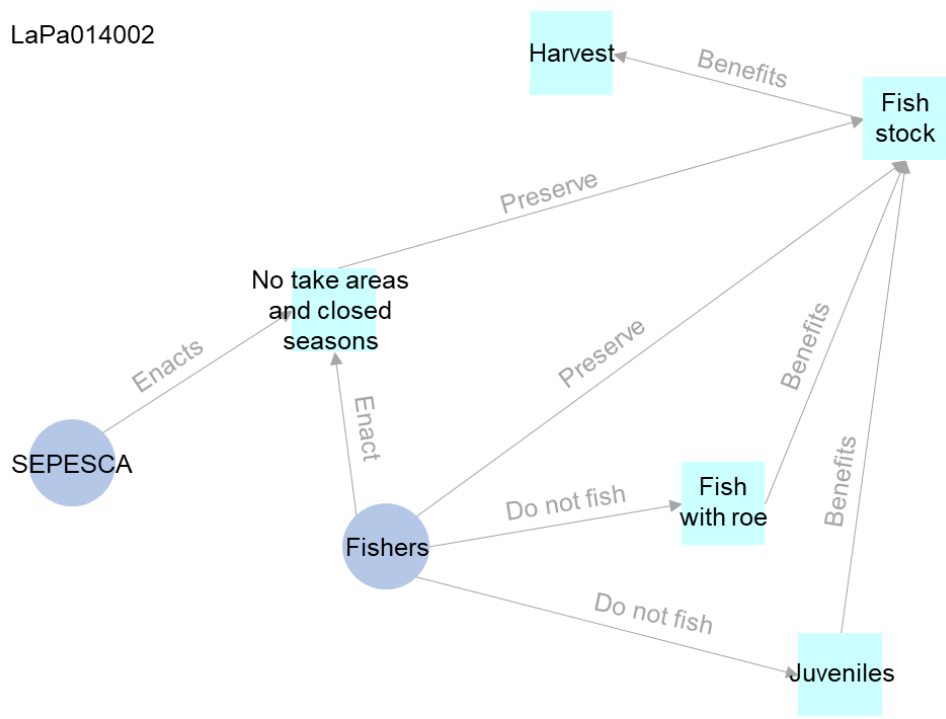 LaPa014002
Harvest
Benefits
Fish
stock
Preserve
No take areas
and closed
seasons
Enacts
Preserve
Benefits
SEPESCA
Enact
Benefits
Do not fish
Fish
with roe
Fishers
Do not fish
Juveniles